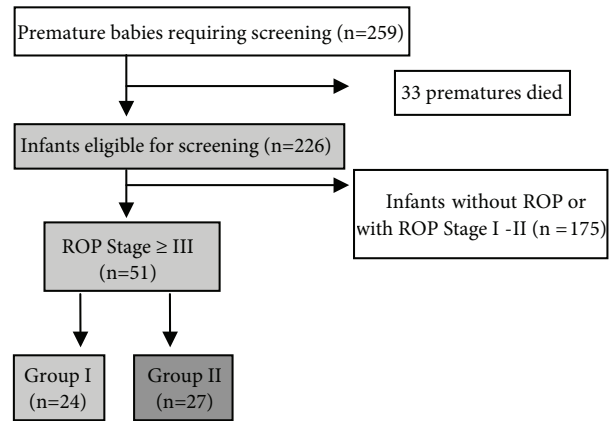 Premature babies requiring screening (n=259)
33 prematures died
Infants eligible for screening (n=226)
Infants without ROP or
with ROP Stage I -II (n =175)
ROP Stage ≥ III
(n=51)
Group I
(n=24)
Group II
(n=27)